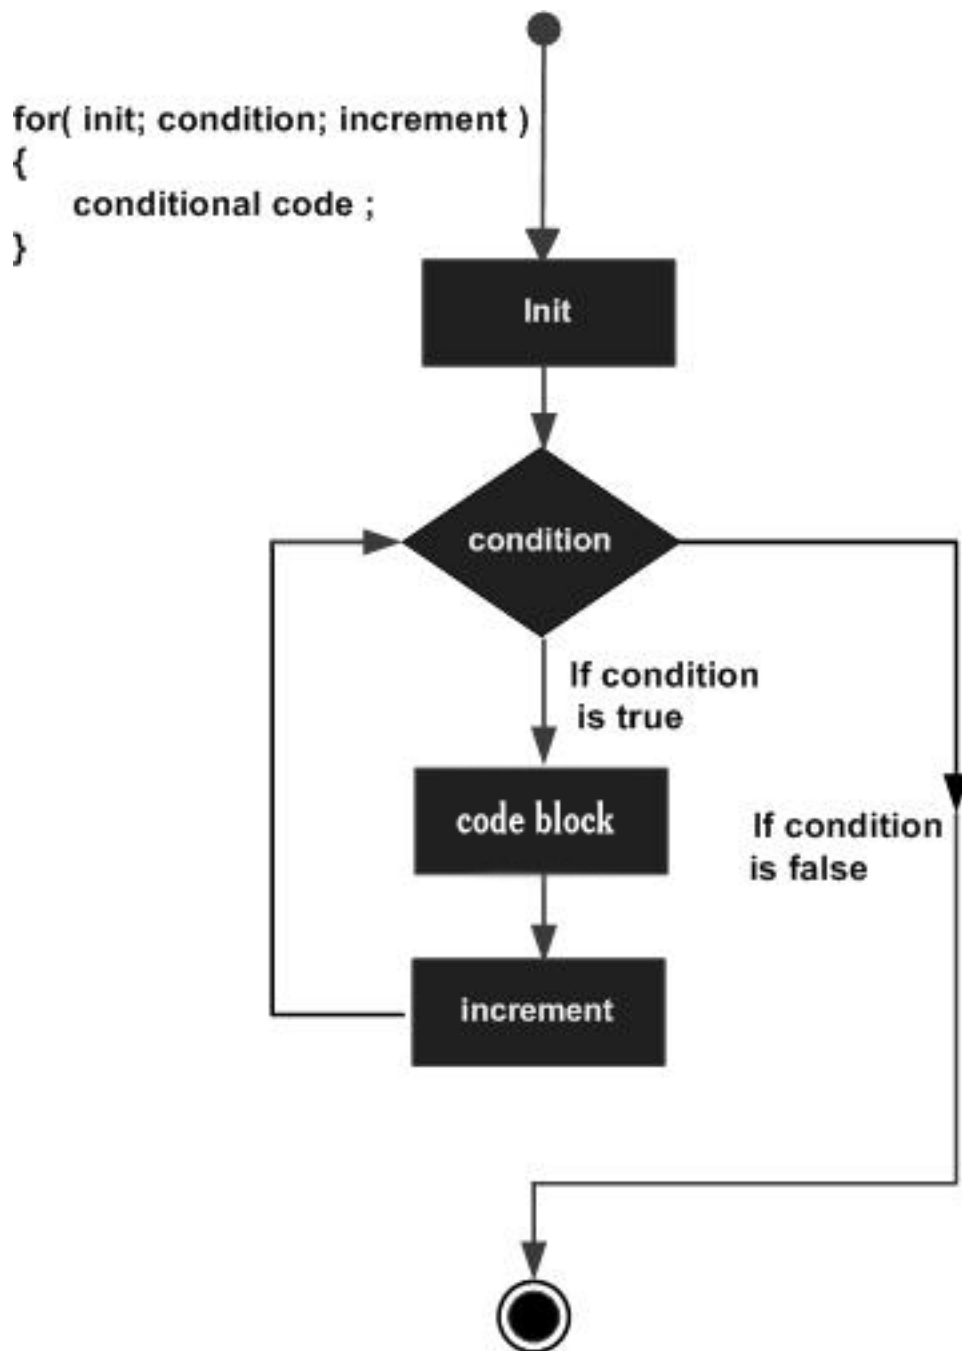 for( init; condition; increment )
{
conditional code ;
}
Init
condition
If condition
is true
code block
If condition
is false
increment